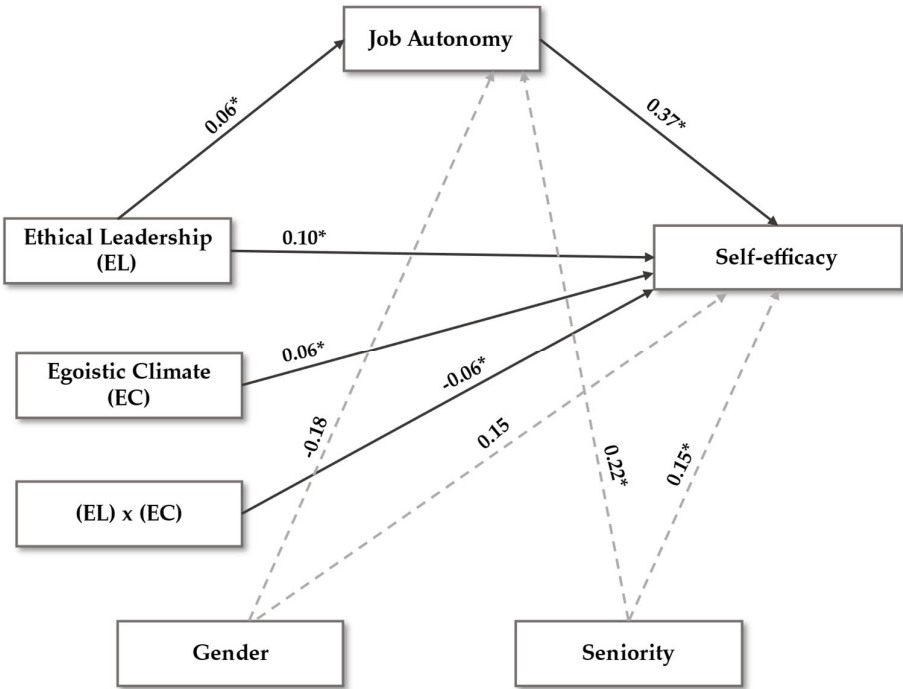 Job Autonomy
0.06*
0.37*
Ethical Leadership
(EL)
0.10*
Self-efficacy
Egoistic Climate
(EC)
0.06*
-0.06*
-0.18
0.15
0.22*
0.15*
(EL) x (EC)
Gender
Seniority